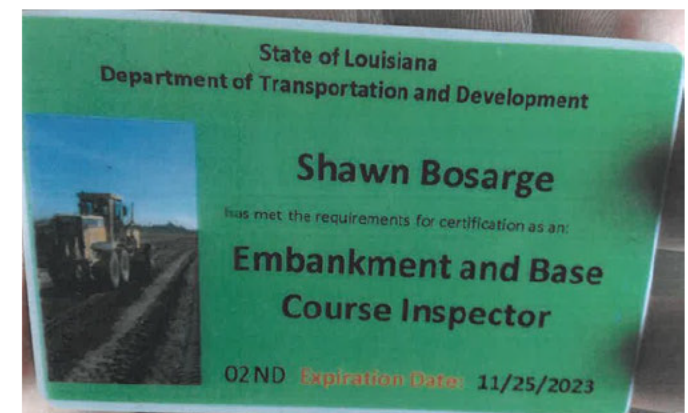 State of Louisiana
Department of Transportation and Development
Shawn Bosarge
has met the requirements for certification as an:
Embankment and Base
Course Inspector
02ND Expiration Date: 11/25/2023